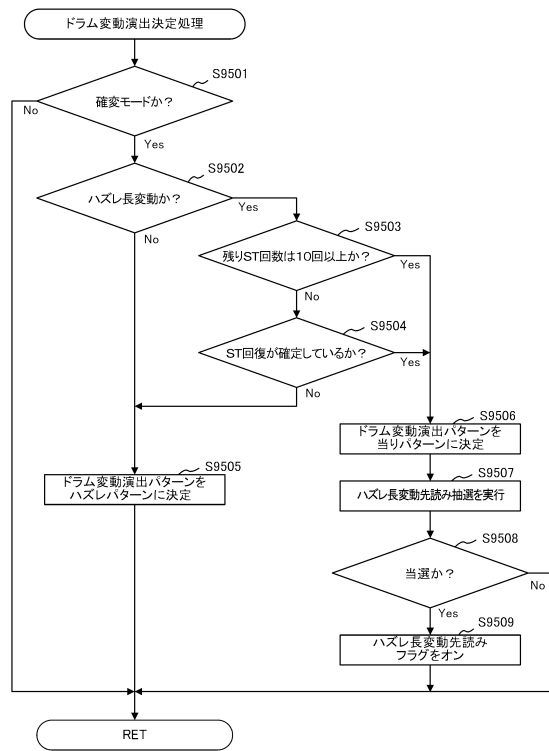 ドラム変動演出決定処理
S9501
確変モードか？
No
Yes
S9502
ハズレ長変動か？
Yes
No
S9503
残りST回数は10回以上か？
Yes
No
S9504
ST回復が確定しているか？
Yes
No
S9505
ドラム変動演出パターンを
ハズレパターンに決定
S9506
ドラム変動演出パターンを
当りパターンに決定
S9507
ハズレ長変動先読み抽選を実行
S9508
当選か？
No
Yes
S9509
ハズレ長変動先読み
フラグをオン
RET